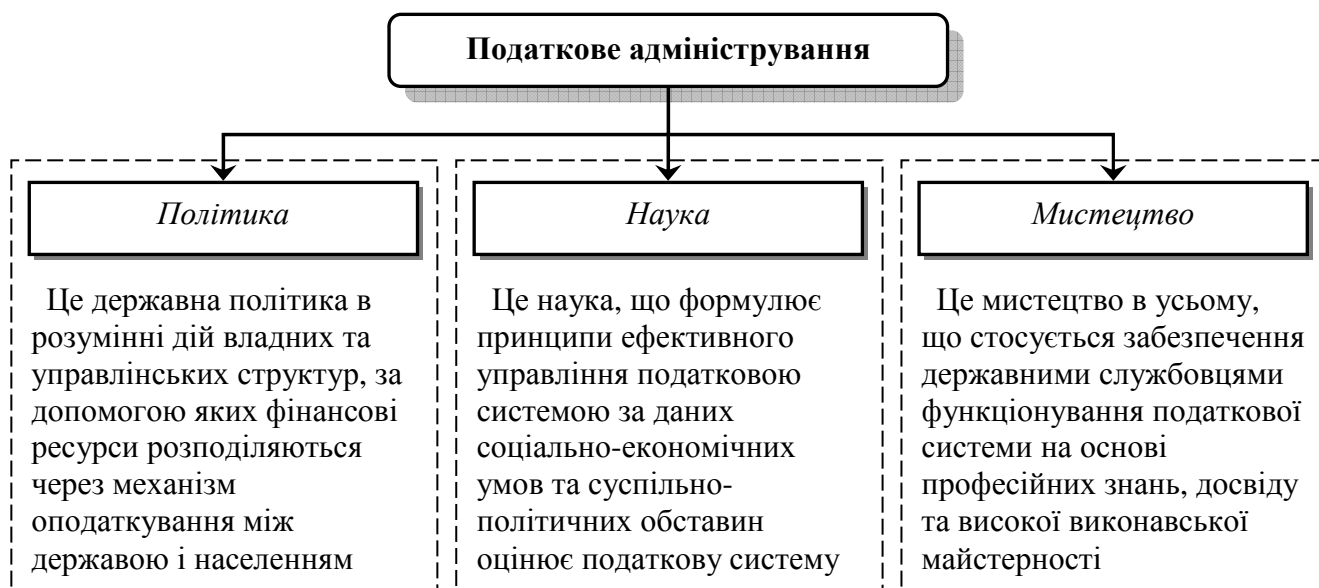 Податкове адміністрування
Політика
Це державна політика в
розумінні дій владних та
управлінських структур, за
допомогою яких фінансові
ресурси розподіляються
через механізм
оподаткування між
державою і населенням
Наука
Це наука, що формулює
принципи ефективного
управління податковою
системою за даних
соціально-економічних
умов та суспільно-
політичних обставин
оцінює податкову систему
Мистецтво
Це мистецтво в усьому,
що стосується забезпечення
державними службовцями
функціонування податкової
системи на основі
професійних знань, досвіду
та високої виконавської
майстерності